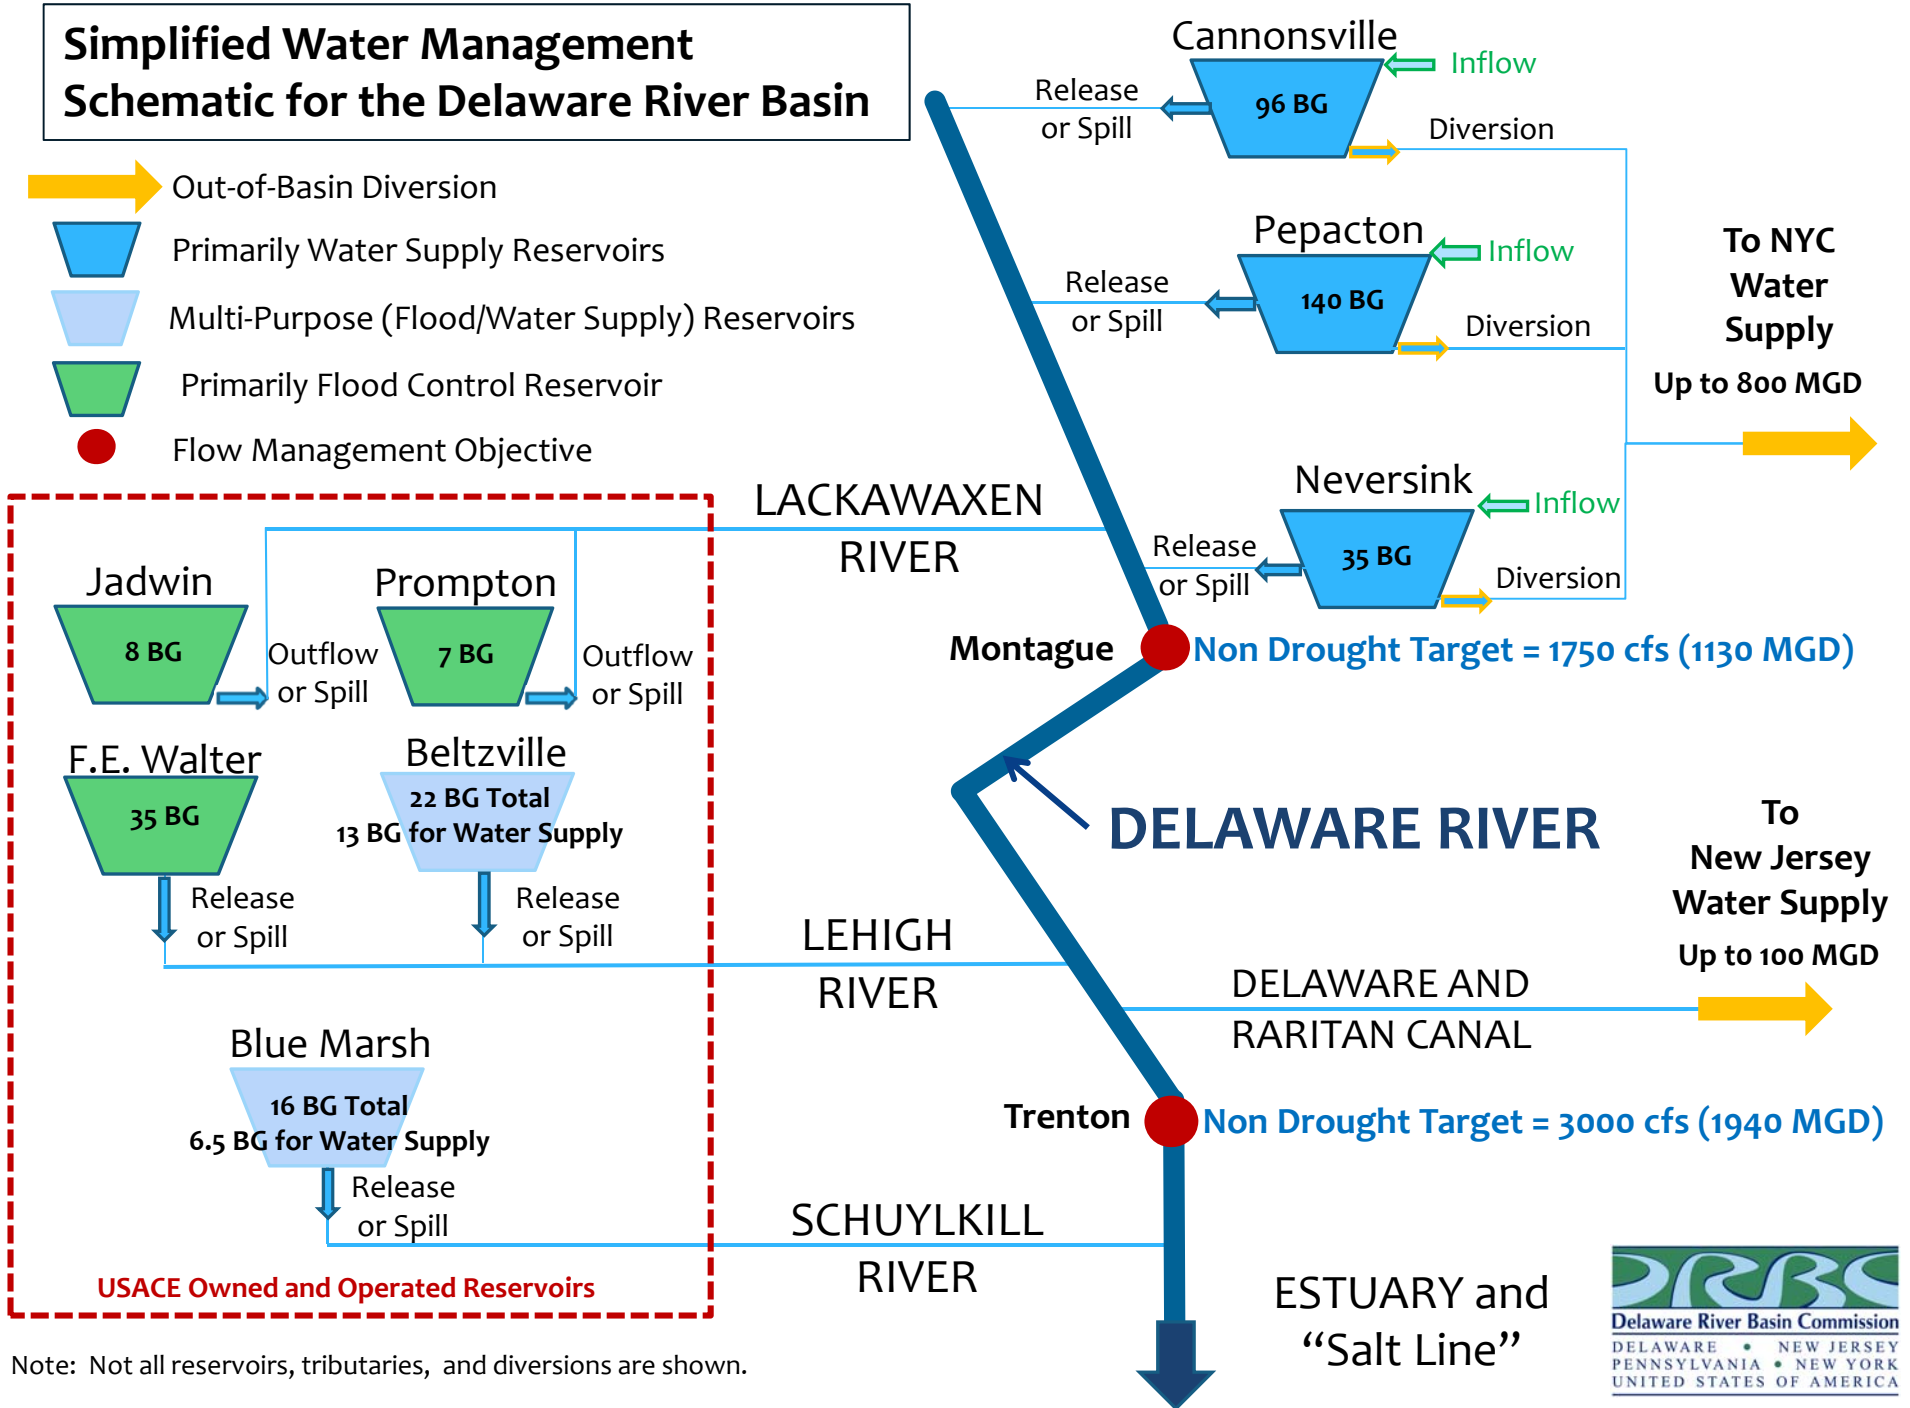 Simplified Water Management
Schematic for the Delaware River Basin
Out-of-Basin Diversion
Primarily Water Supply Reservoirs
Multi-Purpose (Flood/Water Supply) Reservoirs
Primarily Flood Control Reservoir
Flow Management Objective
Cannonsville
Inflow
96 BG
Release
or Spill
Diversion
Pepacton
Inflow
140 BG
Release
or Spill
Diversion
To NYC
Water
Supply
Up to 800 MGD
Neversink
Inflow
35 BG
Release
or Spill
Diversion
LACKAWAXEN
RIVER
Jadwin
8 BG
Outflow
or Spill
Prompton
7 BG
Outflow
or Spill
Montague
Non Drought Target = 1750 cfs (1130 MGD)
F.E. Walter
35 BG
Release
or Spill
Beltzville
22 BG Total
13 BG for Water Supply
Release
or Spill
DELAWARE RIVER
LEHIGH
RIVER
To
New Jersey
Water Supply
Up to 100 MGD
DELAWARE AND
RARITAN CANAL
Blue Marsh
16 BG Total
6.5 BG for Water Supply
Release
or Spill
Trenton
Non Drought Target = 3000 cfs (1940 MGD)
SCHUYLKILL
RIVER
USACE Owned and Operated Reservoirs
ESTUARY and
“Salt Line”
Note: Not all reservoirs, tributaries, and diversions are shown.
DRBC
Delaware River Basin Commission
DELAWARE • NEW JERSEY
PENNSYLVANIA • NEW YORK
UNITED STATES OF AMERICA